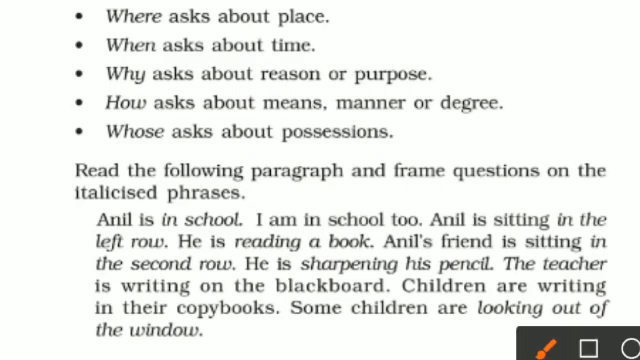 • Where asks about place.
• When asks about time.
• Why asks about reason or purpose.
• How asks about means, manner or degree.
• Whose asks about possessions.
Read the following paragraph and frame questions on the
italicised phrases.
Anil is in school. I am in school too. Anil is sitting in the
left row. He is reading a book. Anil's friend is sitting in
the second row. He is sharpening his pencil. The teacher
is writing on the blackboard. Children are writing
in their copybooks. Some children are looking out of
the window.